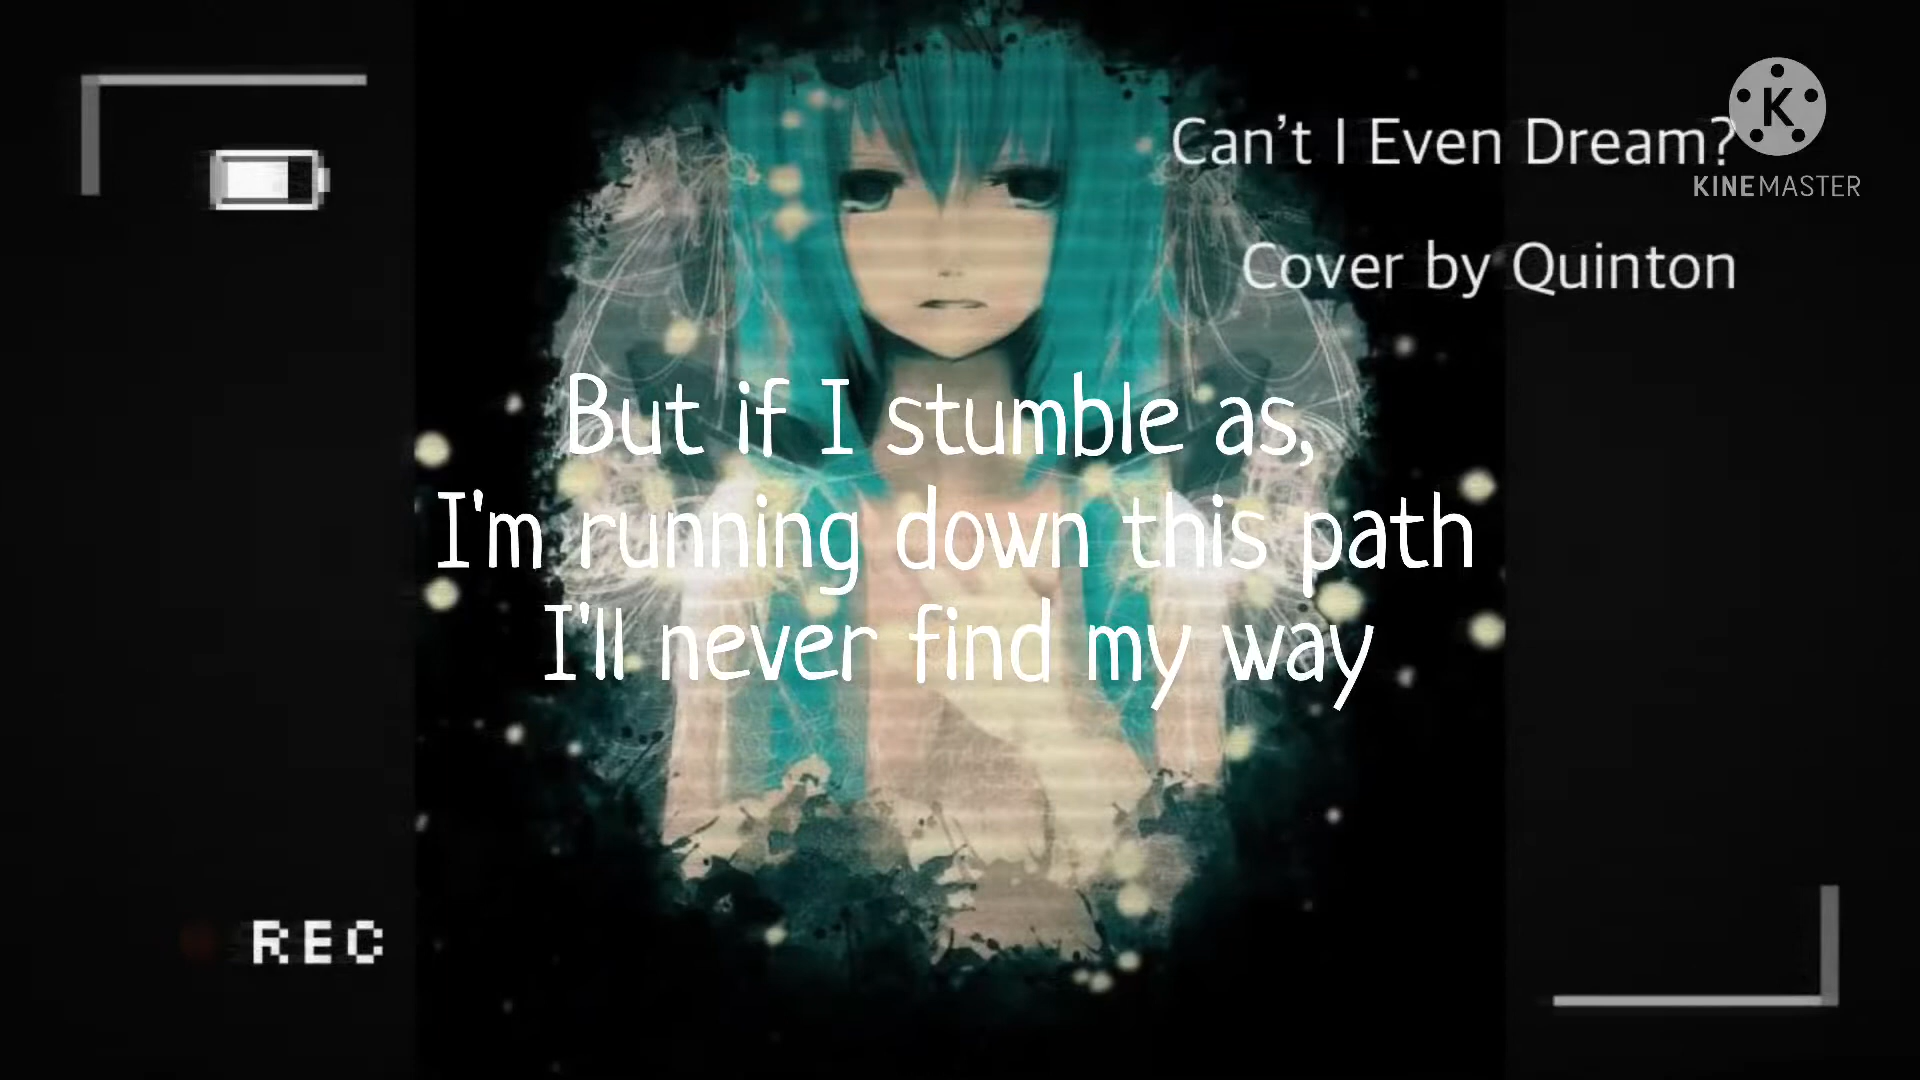 Can't I Even Dream?
K
KINEMASTER
Cover by Quinton
But if I stumble as,
I'm running down this path
I'll never find my way
REC